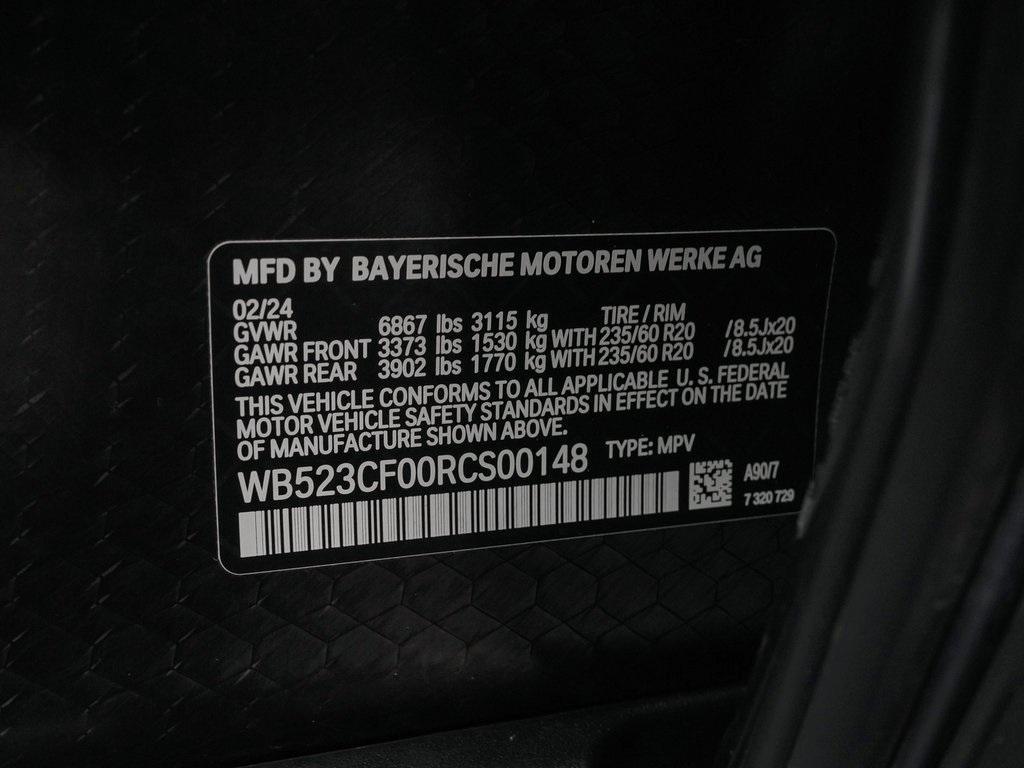 MFD BY BAYERISCHE MOTOREN WERKE AG
02/24 TIRE / RIM
GVWR 6867 lbs 3115 kg
GAWR FRONT 3373 lbs 1530 kg WITH 235/60 R20 /8.5Jx20
GAWR REAR 3902 lbs 1770 kg WITH 235/60 R20 /8.5Jx20
THIS VEHICLE CONFORMS TO ALL APPLICABLE U. S. FEDERAL
MOTOR VEHICLE SAFETY STANDARDS IN EFFECT ON THE DATE
OF MANUFACTURE SHOWN ABOVE.
WB523CF00RCS00148 TYPE: MPV
A90/7
7 320 729